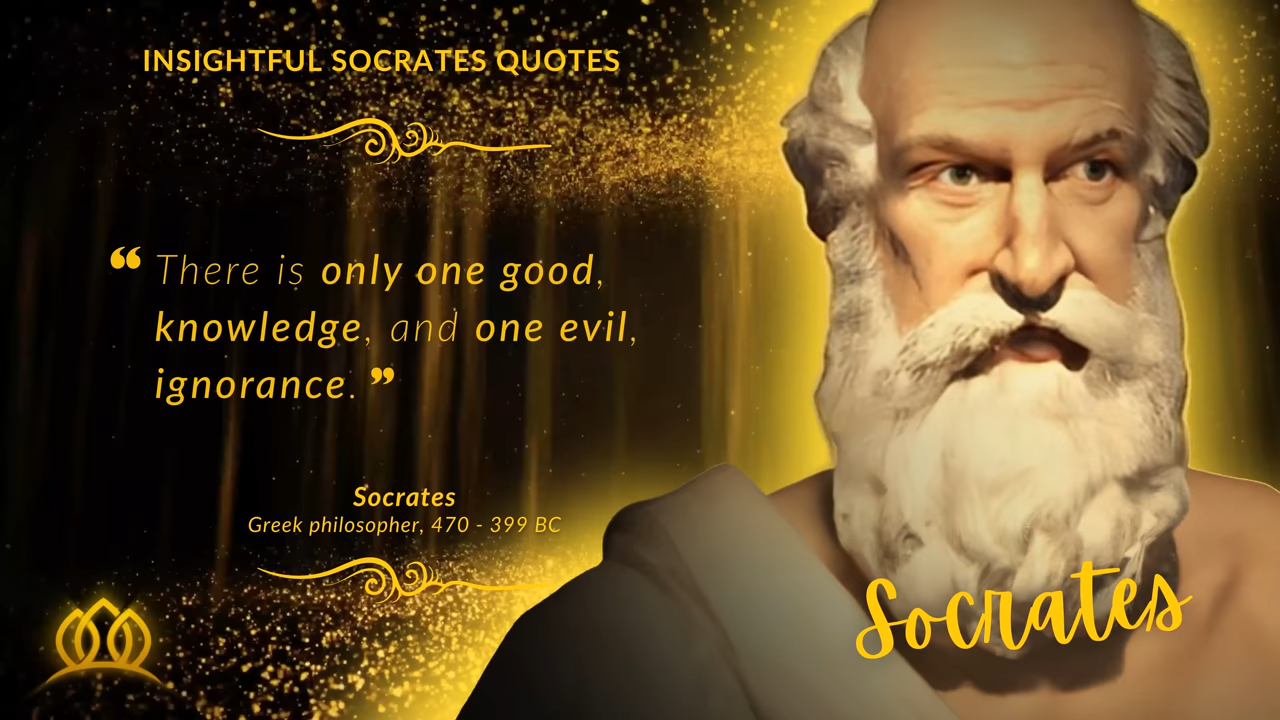 INSIGHTFUL SOCRATES QUOTES
❝ There is only one good,
knowledge, and one evil,
ignorance. ❞
Socrates
Greek philosopher, 470 - 399 BC
Socrates